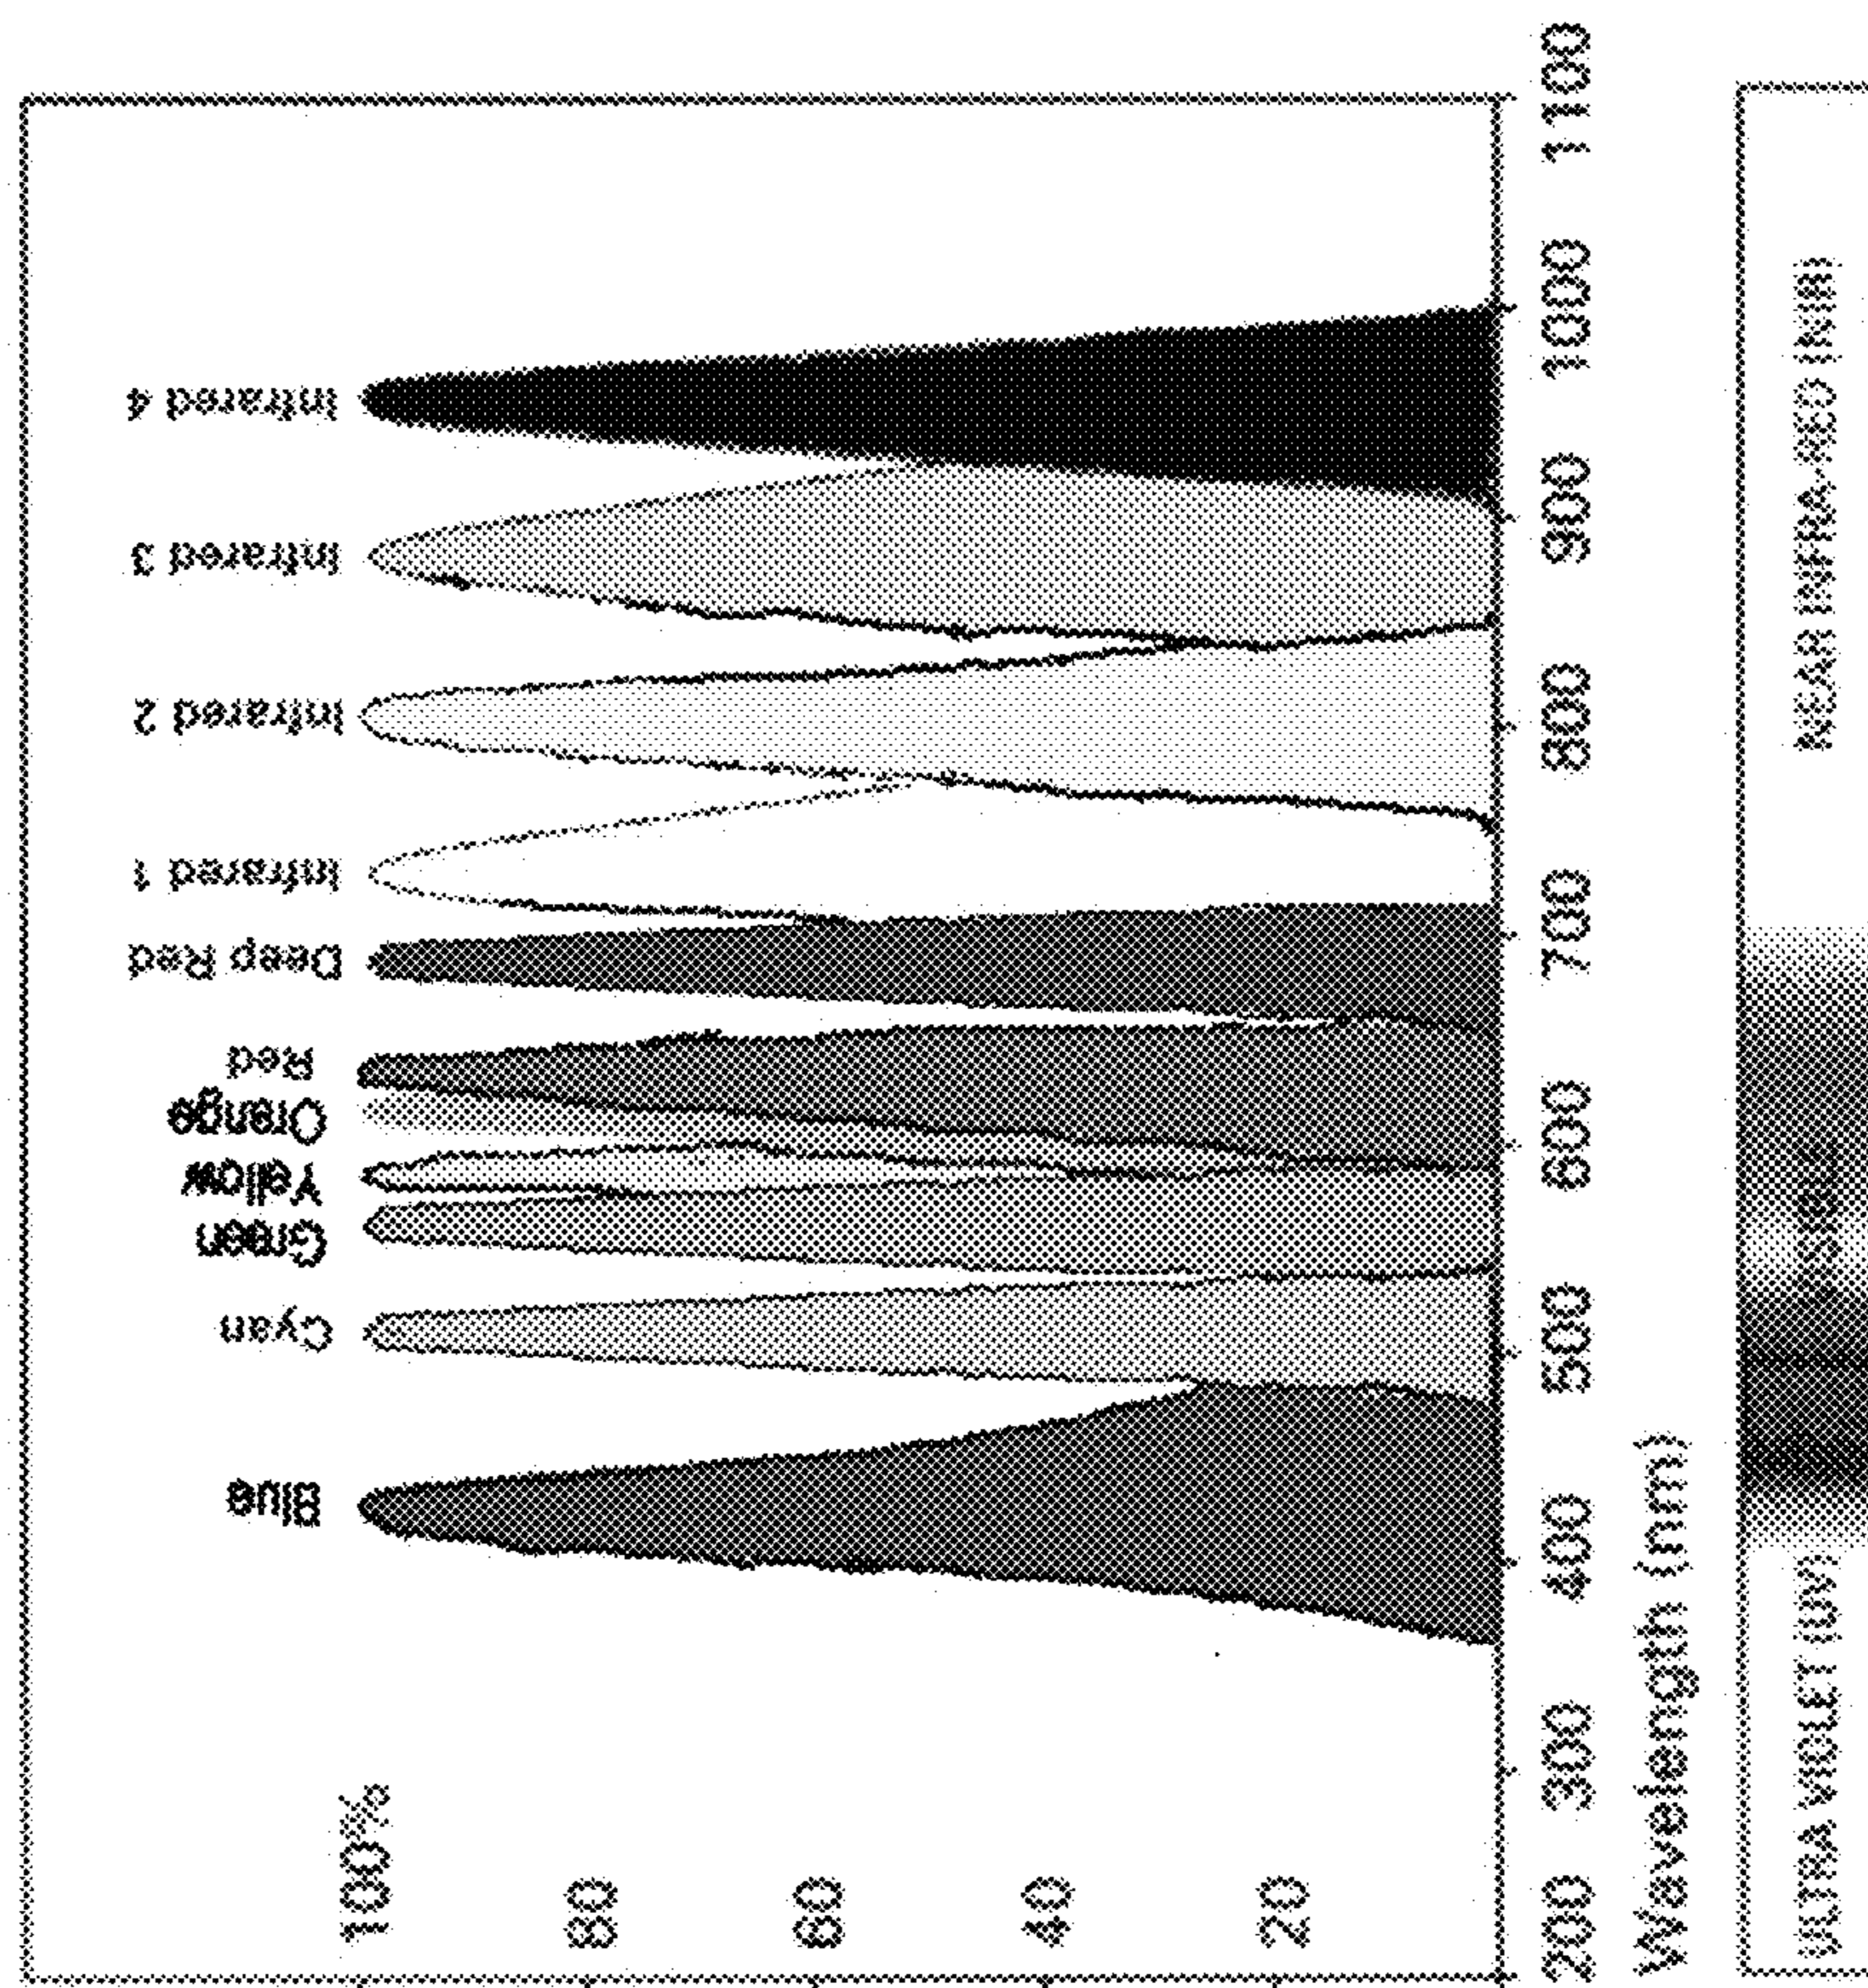 Infrared 4
Infrared 3
Infrared 2
Infrared 1
Deep Red
Red
Orange
Yellow
Green
Cyan
Blue
100%
80
60
40
20
200 300 400 500 600 700 800 900 1000 1100
Wavelength (nm)
ULTRA VIOLET (UV)
NEAR INFRA-RED (NIR)